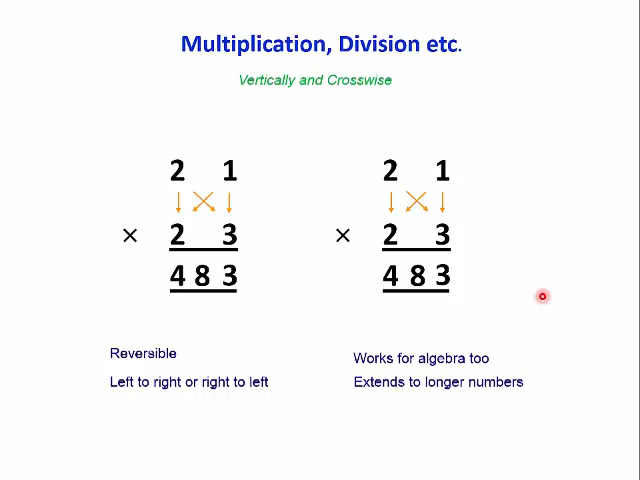 Multiplication, Division etc.
Vertically and Crosswise
2 1
× 2 3
4 8 3
2 1
× 2 3
4 8 3
Reversible
Left to right or right to left
Works for algebra too
Extends to longer numbers